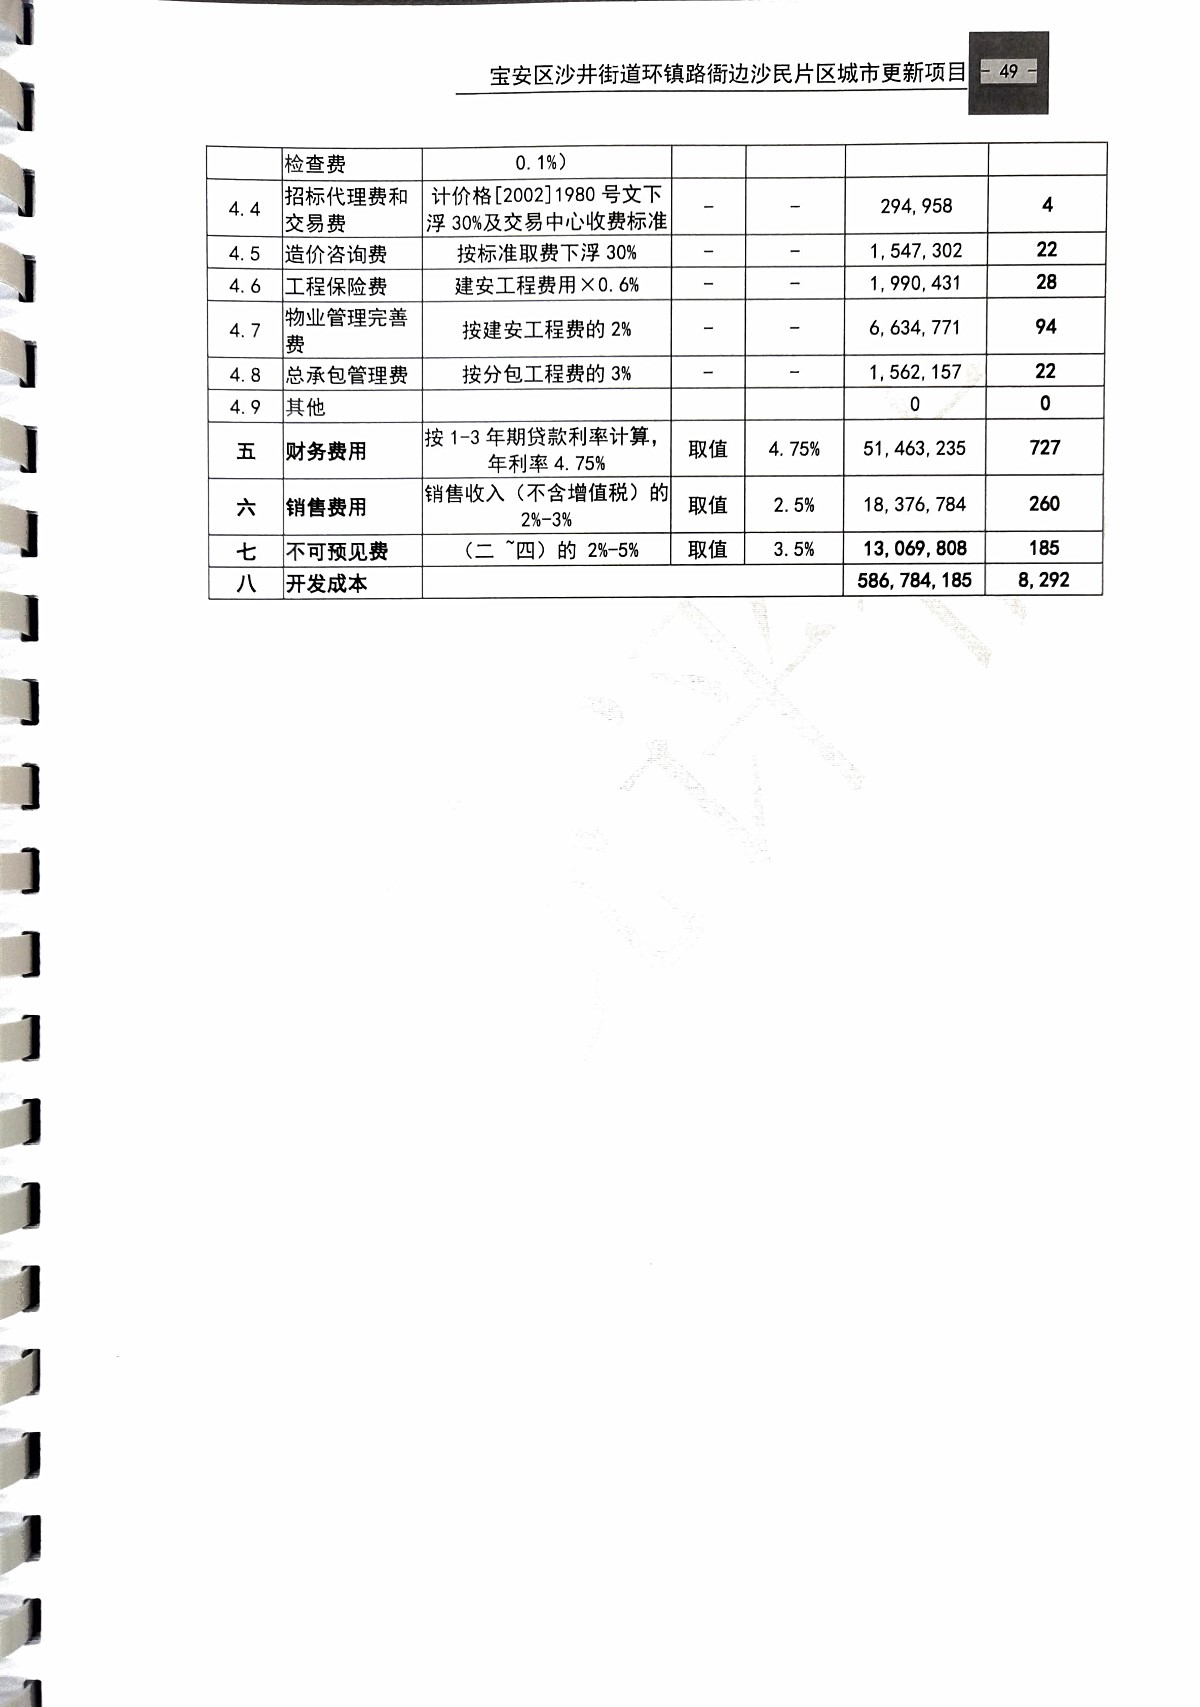 宝安区沙井街道环镇路衙边沙民片区城市更新项目 - 49 -
检查费 0.1%）
4.4 招标代理费和交易费 计价格[2002]1980 号文下浮 30%及交易中心收费标准 － － 294,958 4
4.5 造价咨询费 按标准取费下浮 30% － － 1,547,302 22
4.6 工程保险费 建安工程费用×0.6% － － 1,990,431 28
4.7 物业管理完善费 按建安工程费的 2% － － 6,634,771 94
4.8 总承包管理费 按分包工程费的 3% － － 1,562,157 22
4.9 其他 0 0
五 财务费用 按 1-3 年期贷款利率计算，年利率 4.75% 取值 4.75% 51,463,235 727
六 销售费用 销售收入（不含增值税）的 2%-3% 取值 2.5% 18,376,784 260
七 不可预见费 （二 ~四）的 2%-5% 取值 3.5% 13,069,808 185
八 开发成本 586,784,185 8,292